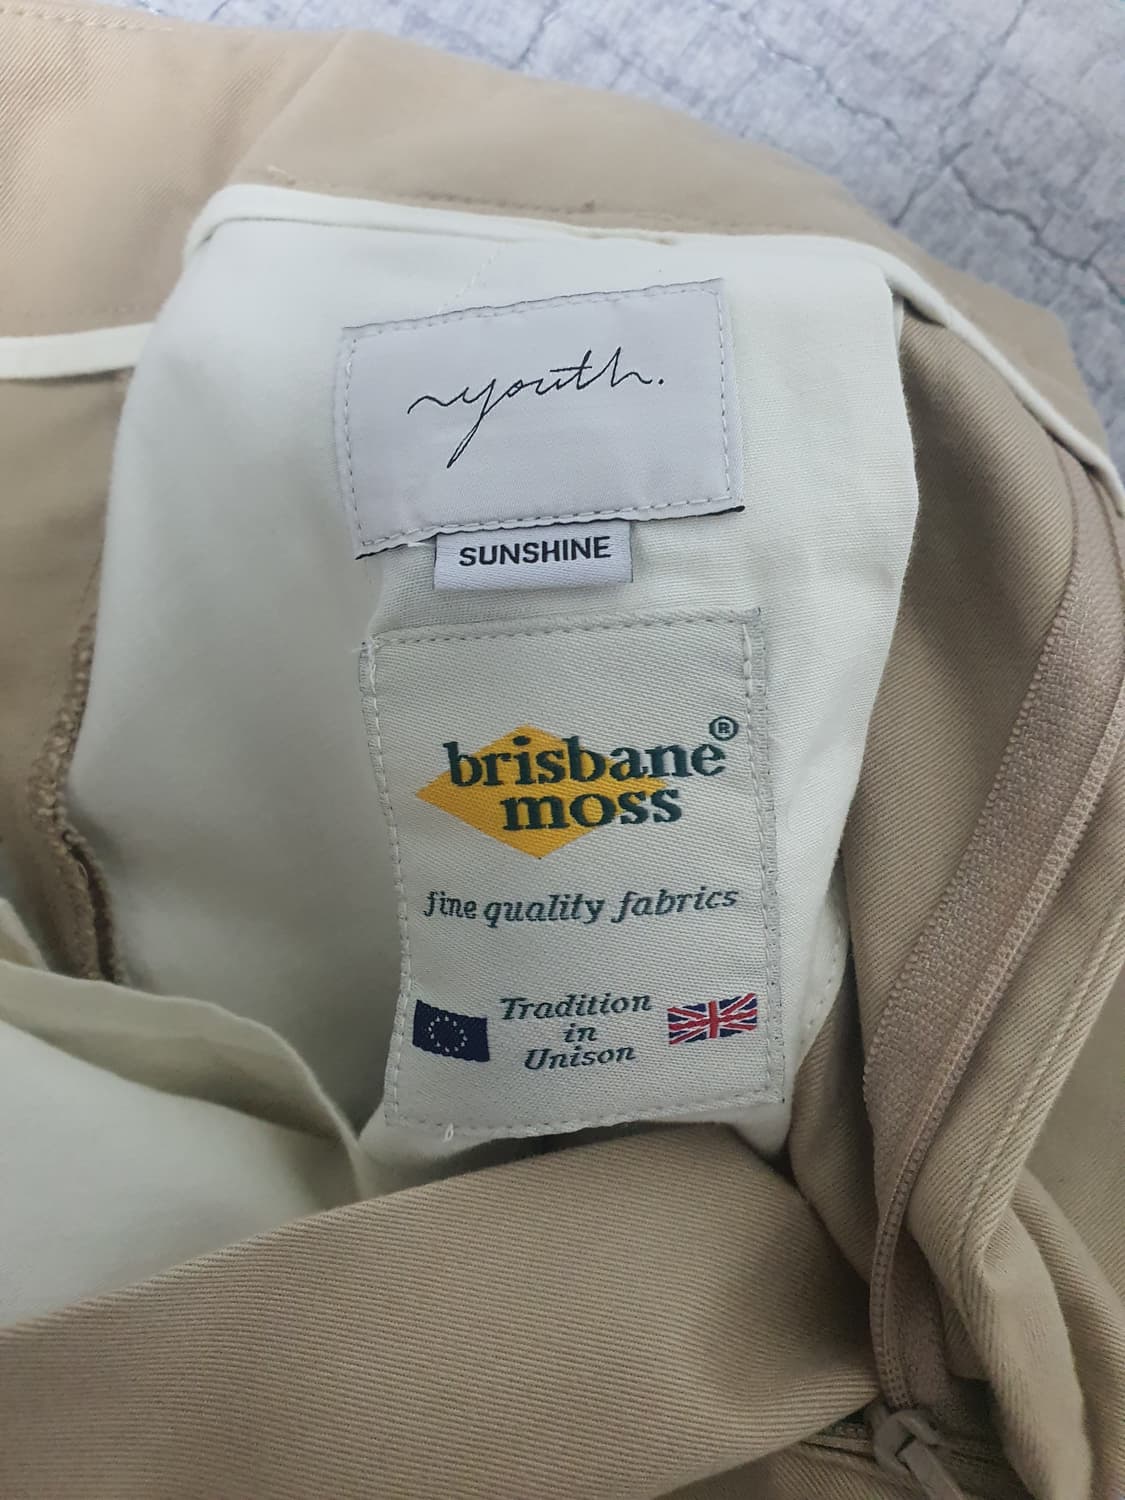 youth.
SUNSHINE
brisbane®
moss
fine quality fabrics
Tradition
in
Unison